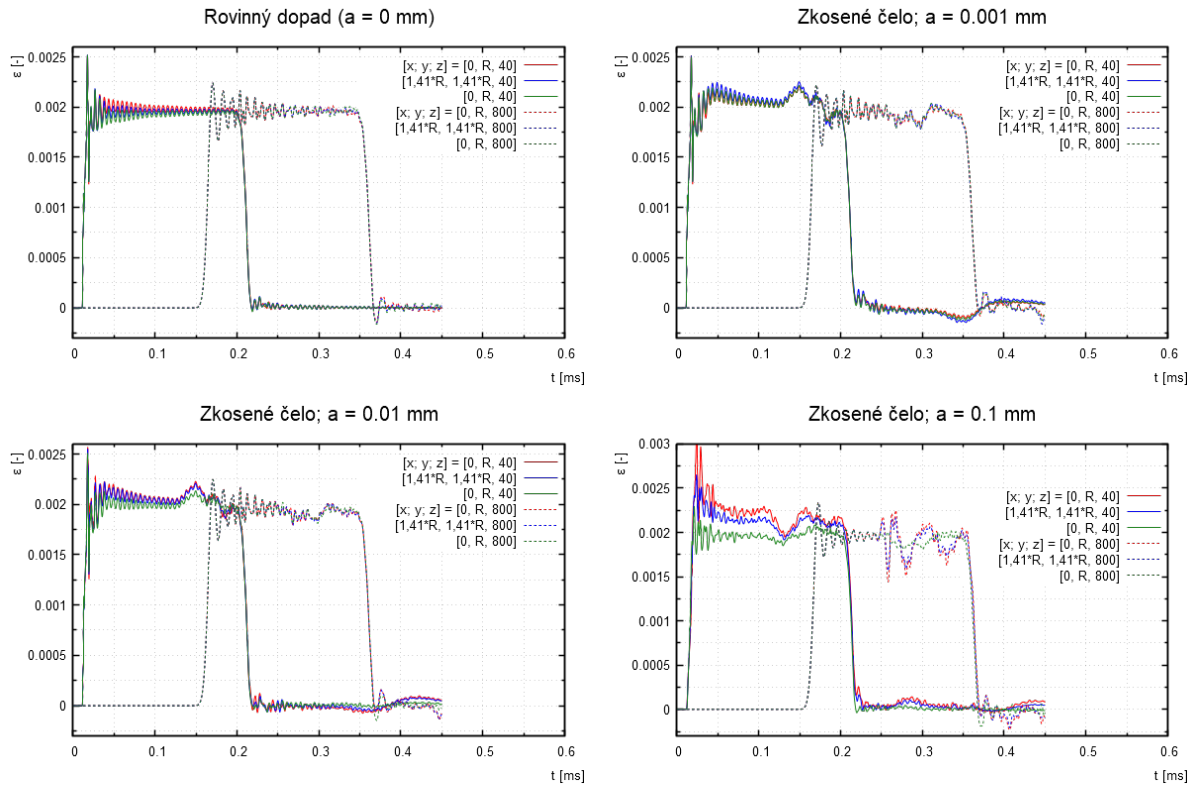 Rovinný dopad (a = 0 mm)
ε [-]
0.0025
0.002
0.0015
0.001
0.0005
0
[x; y; z] = [0, R, 40]
[1,41*R, 1,41*R, 40]
[0, R, 40]
[x; y; z] = [0, R, 800]
[1,41*R, 1,41*R, 800]
[0, R, 800]
0 0.1 0.2 0.3 0.4 0.5 0.6
t [ms]
Zkosené čelo; a = 0.001 mm
ε [-]
0.0025
0.002
0.0015
0.001
0.0005
0
[x; y; z] = [0, R, 40]
[1,41*R, 1,41*R, 40]
[0, R, 40]
[x; y; z] = [0, R, 800]
[1,41*R, 1,41*R, 800]
[0, R, 800]
0 0.1 0.2 0.3 0.4 0.5 0.6
t [ms]
Zkosené čelo; a = 0.01 mm
ε [-]
0.0025
0.002
0.0015
0.001
0.0005
0
[x; y; z] = [0, R, 40]
[1,41*R, 1,41*R, 40]
[0, R, 40]
[x; y; z] = [0, R, 800]
[1,41*R, 1,41*R, 800]
[0, R, 800]
0 0.1 0.2 0.3 0.4 0.5 0.6
t [ms]
Zkosené čelo; a = 0.1 mm
ε [-]
0.003
0.0025
0.002
0.0015
0.001
0.0005
0
[x; y; z] = [0, R, 40]
[1,41*R, 1,41*R, 40]
[0, R, 40]
[x; y; z] = [0, R, 800]
[1,41*R, 1,41*R, 800]
[0, R, 800]
0 0.1 0.2 0.3 0.4 0.5 0.6
t [ms]